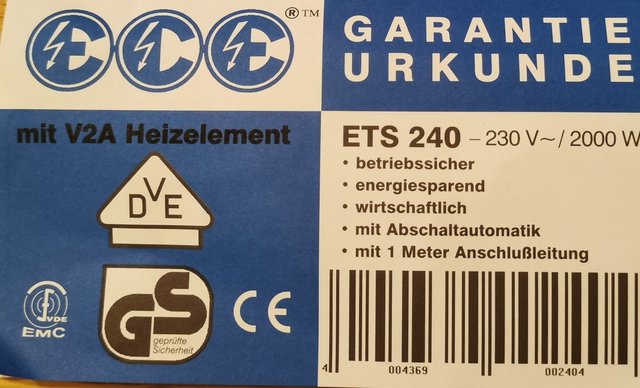 ECE ® TM
GARANTIE
URKUNDE
mit V2A Heizelement
ETS 240 – 230 V~/ 2000 W
• betriebssicher
• energiesparend
• wirtschaftlich
• mit Abschaltautomatik
• mit 1 Meter Anschlußleitung
DVE
VDE
EMC
GS
geprüfte
Sicherheit
CE
4 004369 002404